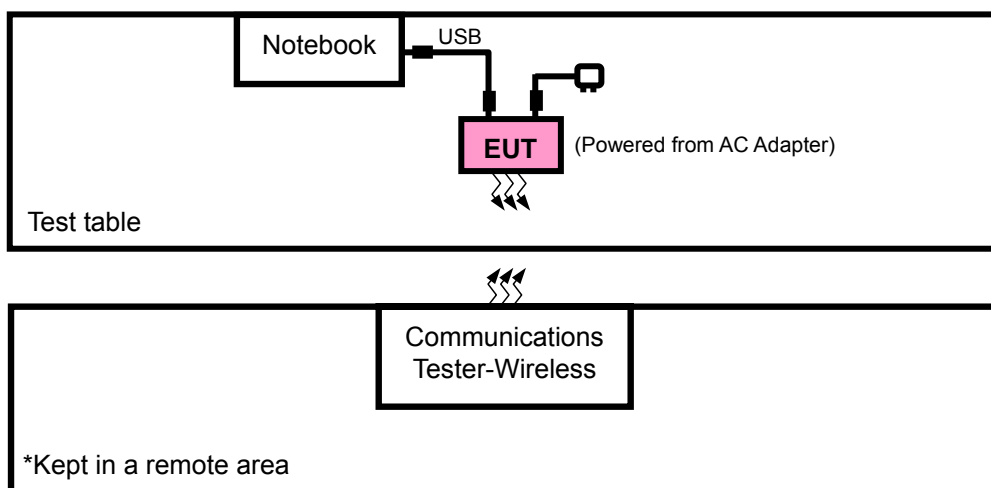 Notebook
USB
EUT
(Powered from AC Adapter)
Test table
Communications
Tester-Wireless
*Kept in a remote area